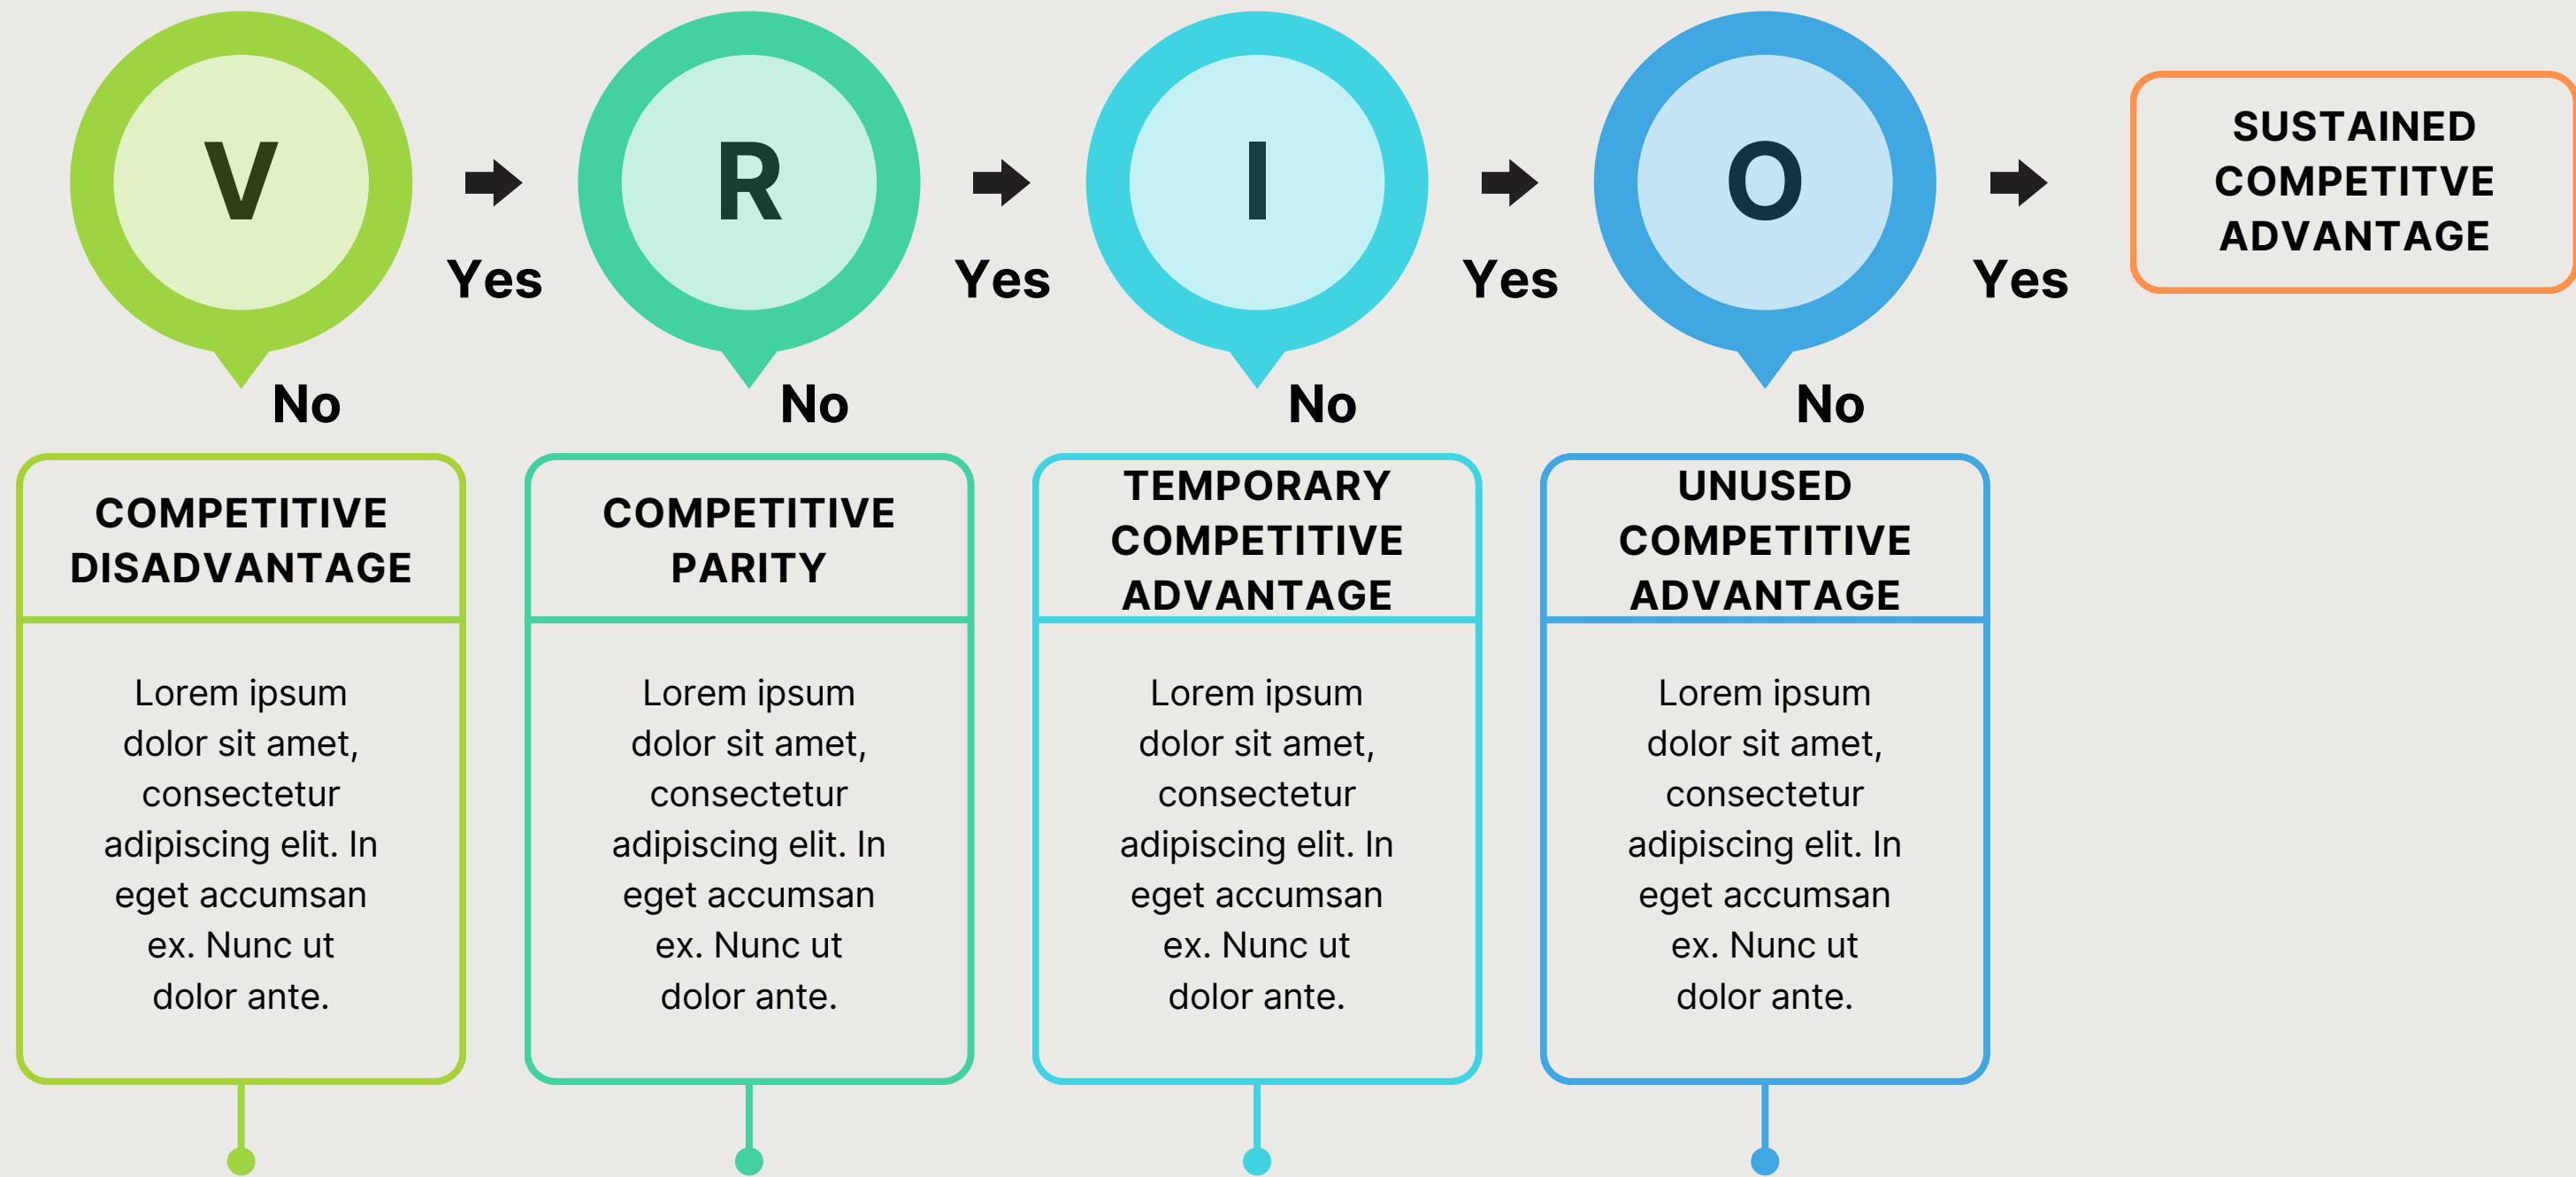 V
R
I
O
Yes
Yes
Yes
Yes
SUSTAINED
COMPETITVE
ADVANTAGE
No
No
No
No
COMPETITIVE
DISADVANTAGE
Lorem ipsum
dolor sit amet,
consectetur
adipiscing elit. In
eget accumsan
ex. Nunc ut
dolor ante.
COMPETITIVE
PARITY
Lorem ipsum
dolor sit amet,
consectetur
adipiscing elit. In
eget accumsan
ex. Nunc ut
dolor ante.
TEMPORARY
COMPETITIVE
ADVANTAGE
Lorem ipsum
dolor sit amet,
consectetur
adipiscing elit. In
eget accumsan
ex. Nunc ut
dolor ante.
UNUSED
COMPETITIVE
ADVANTAGE
Lorem ipsum
dolor sit amet,
consectetur
adipiscing elit. In
eget accumsan
ex. Nunc ut
dolor ante.